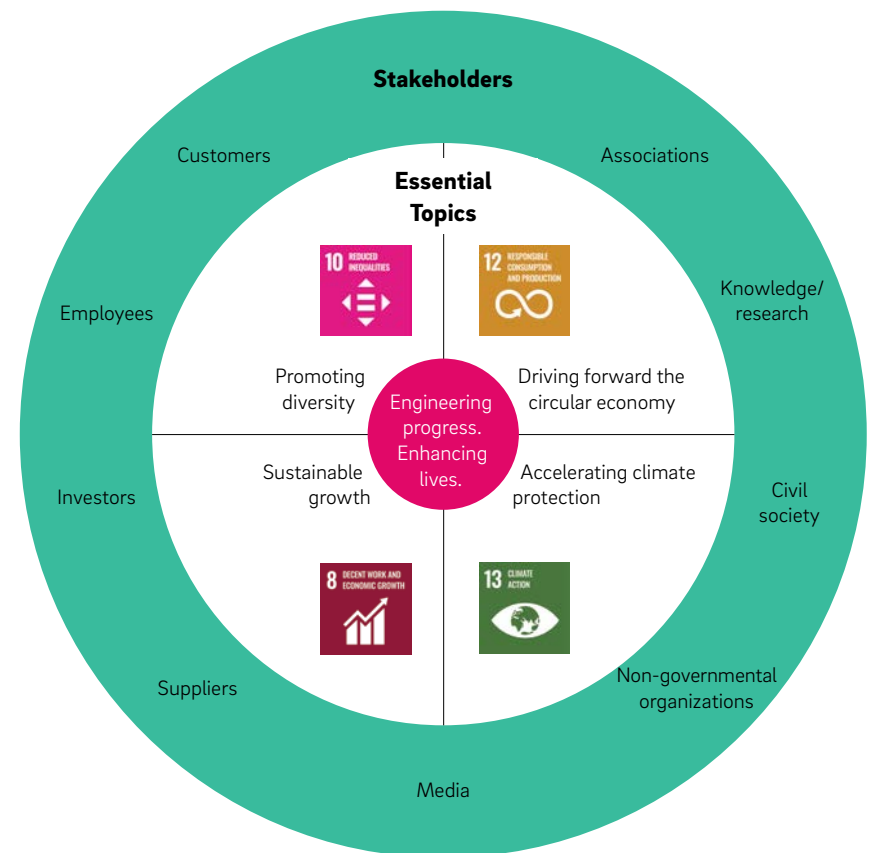 Stakeholders
Customers
Associations
Essential
Topics
10 REDUCED
INEQUALITIES
12 RESPONSIBLE
CONSUMPTION
AND PRODUCTION
Employees
Knowledge/
research
Promoting
diversity
Driving forward the
circular economy
Engineering
progress.
Enhancing
lives.
Sustainable
growth
Accelerating climate
protection
Investors
Civil
society
8 DECENT WORK AND
ECONOMIC GROWTH
13 CLIMATE
ACTION
Suppliers
Non-governmental
organizations
Media